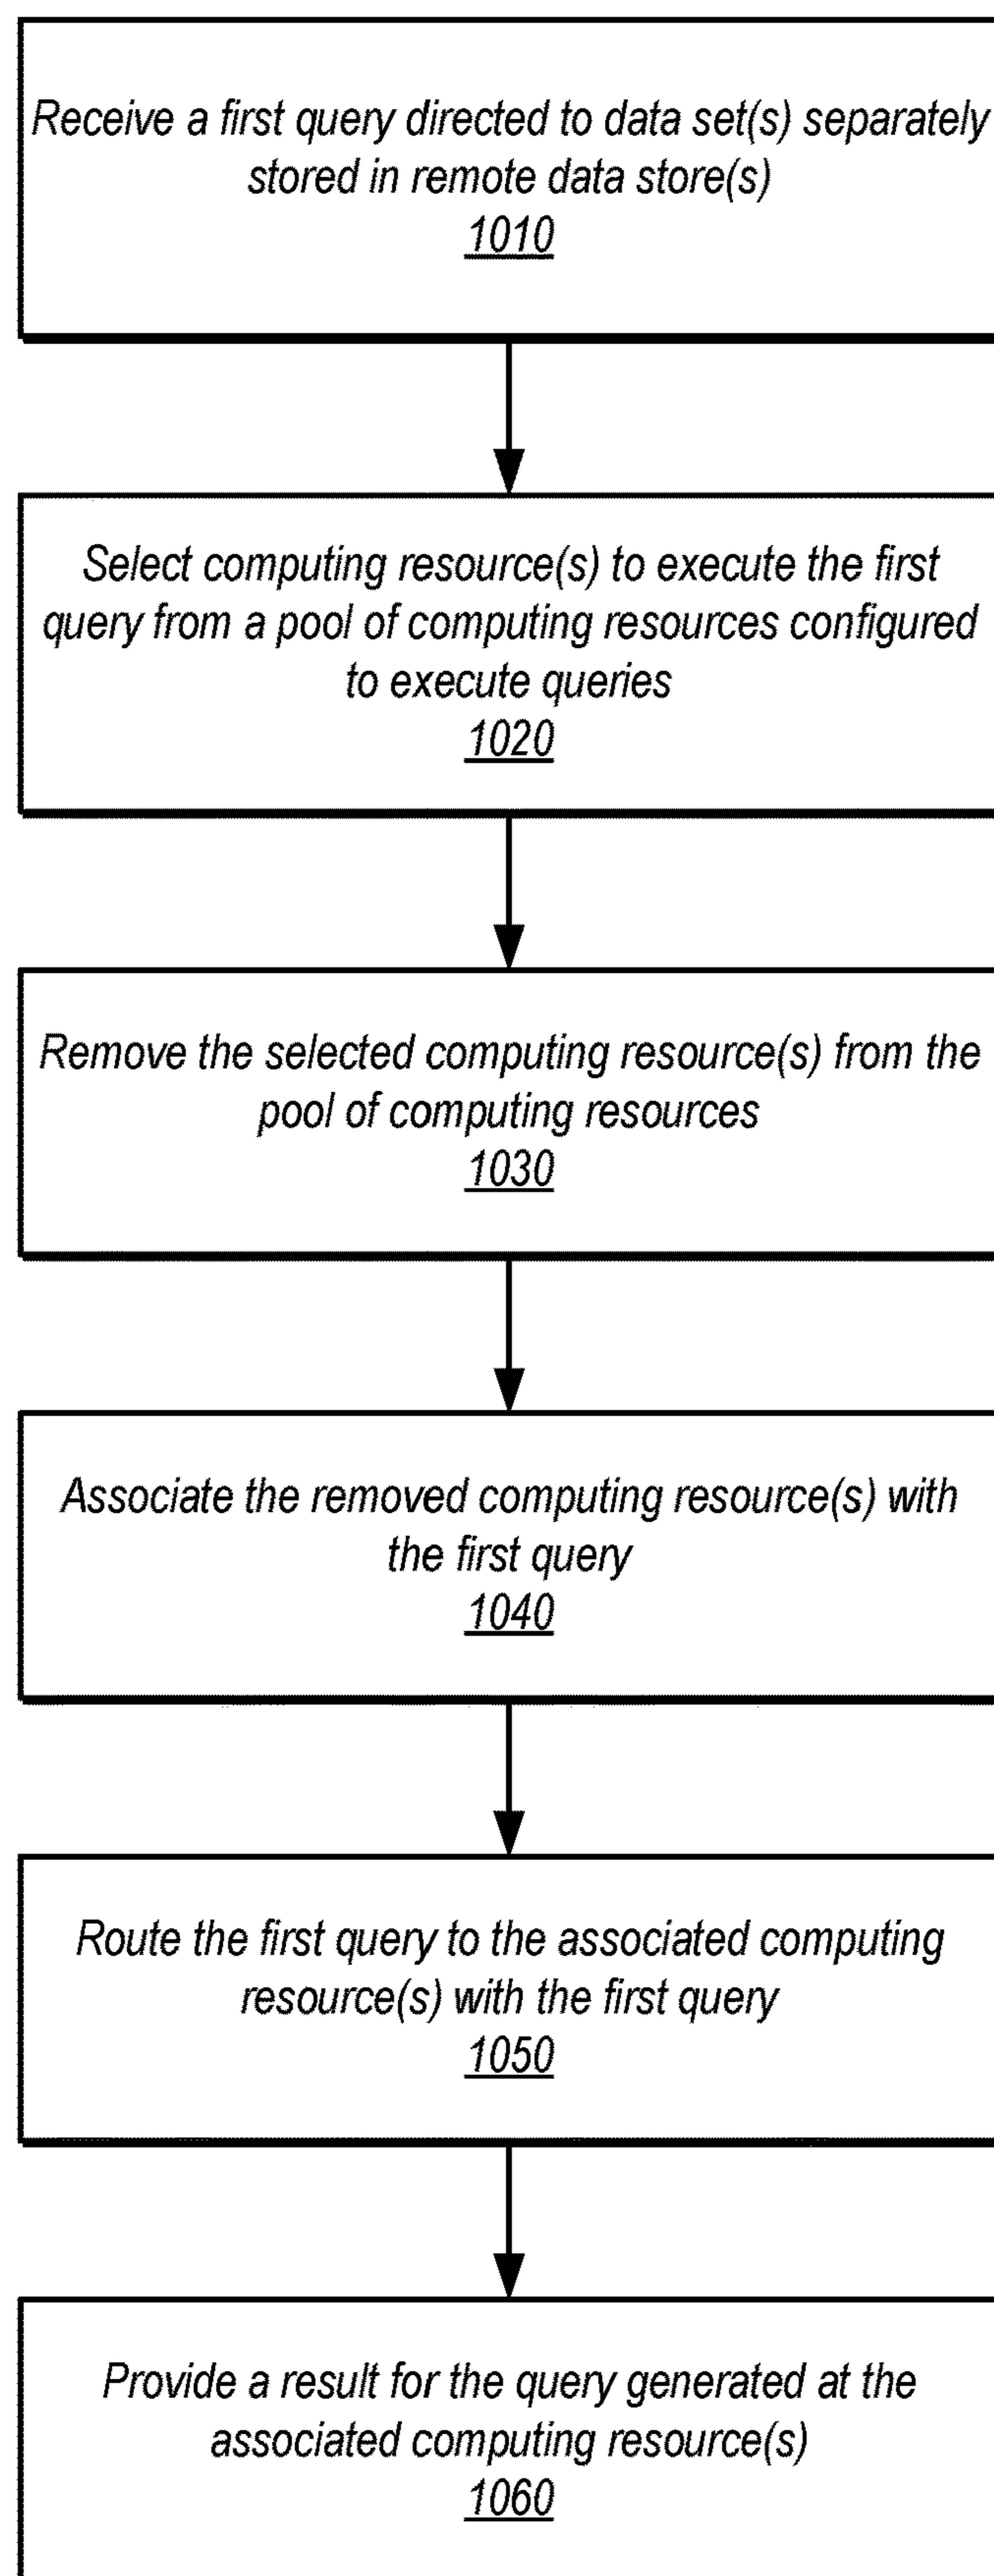 Receive a first query directed to data set(s) separately
stored in remote data store(s)
1010
Select computing resource(s) to execute the first
query from a pool of computing resources configured
to execute queries
1020
Remove the selected computing resource(s) from the
pool of computing resources
1030
Associate the removed computing resource(s) with
the first query
1040
Route the first query to the associated computing
resource(s) with the first query
1050
Provide a result for the query generated at the
associated computing resource(s)
1060